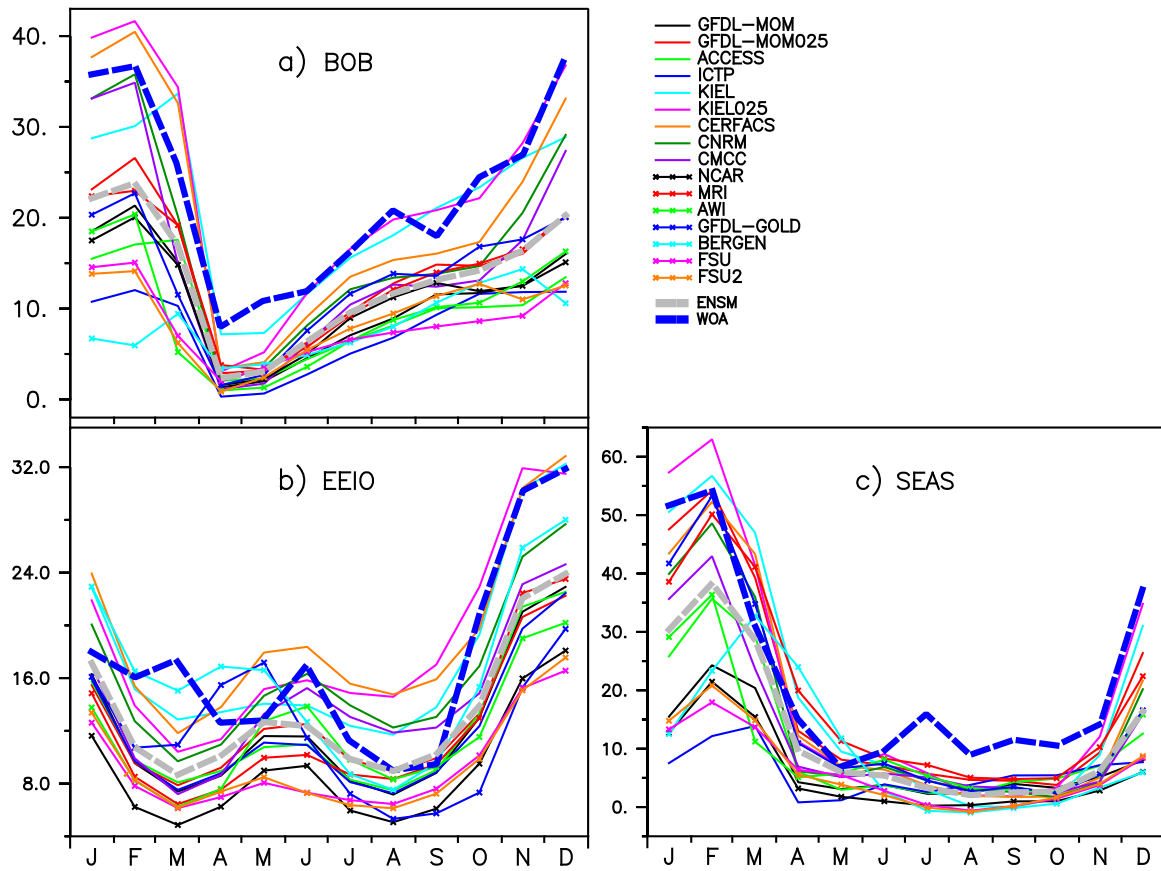 a) BOB
40.
30.
20.
10.
0.
GFDL-MOM
GFDL-MOM025
ACCESS
ICTP
KIEL
KIEL025
CERFACS
CNRM
CMCC
NCAR
MRI
AWI
GFDL-GOLD
BERGEN
FSU
FSU2
ENSM
WOA
b) EEIO
32.0
24.0
16.0
8.0
J F M A M J J A S O N D
c) SEAS
60.
50.
40.
30.
20.
10.
0.
J F M A M J J A S O N D